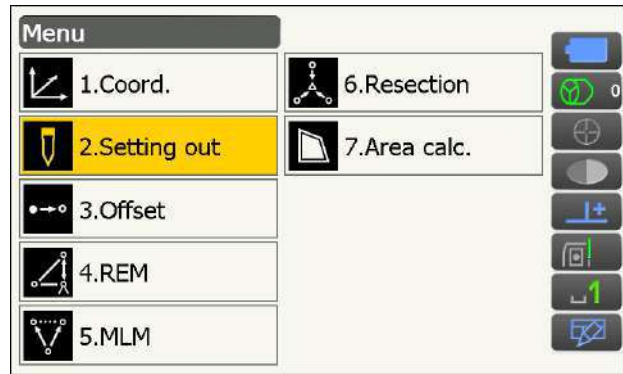 Menu
1.Coord.
2.Setting out
3.Offset
4.REM
5.MLM
6.Resection
7.Area calc.
0
1